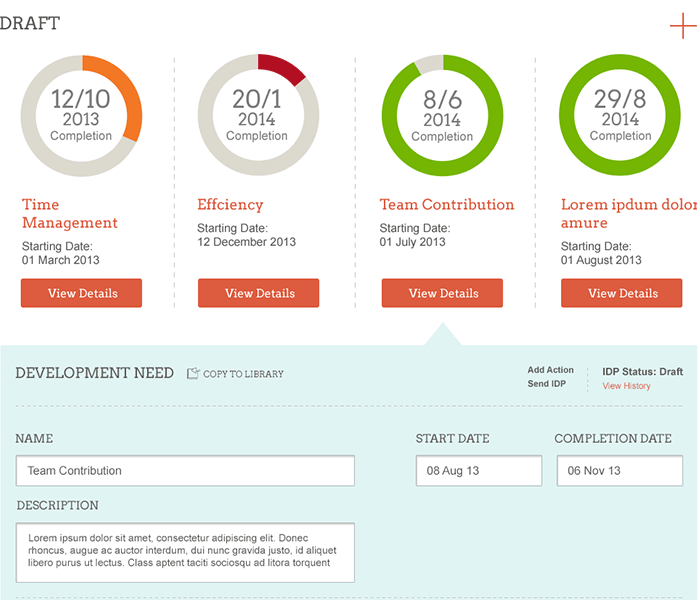 DRAFT
12/10
2013
Completion
20/1
2014
Completion
8/6
2014
Completion
29/8
2014
Completion
Time
Management
Starting Date:
01 March 2013
View Details
Effciency
Starting Date:
12 December 2013
View Details
Team Contribution
Starting Date:
01 July 2013
View Details
Lorem ipdum dolor
amure
Starting Date:
01 August 2013
View Details
DEVELOPMENT NEED
COPY TO LIBRARY
Add Action
Send IDP
IDP Status: Draft
View History
NAME
Team Contribution
START DATE
08 Aug 13
COMPLETION DATE
06 Nov 13
DESCRIPTION
Lorem ipsum dolor sit amet, consectetur adipiscing elit. Donec
rhoncus, augue ac auctor interdum, dui nunc gravida justo, id aliquet
libero purus ut lectus. Class aptent taciti sociosqu ad litora torquent